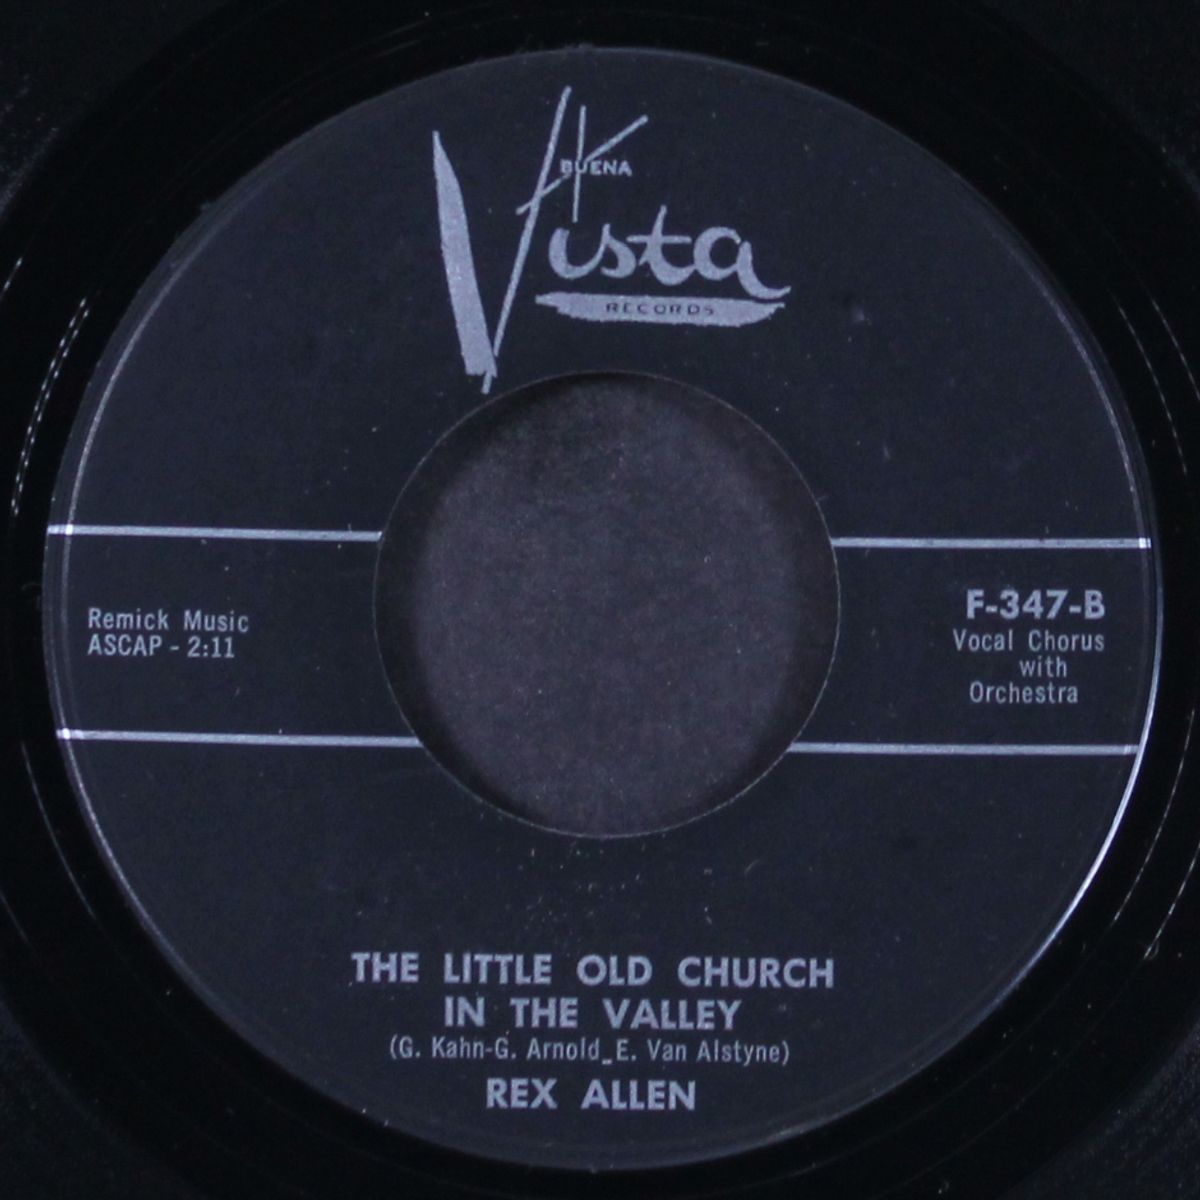 BUENA
Vista
RECORDS
Remick Music
ASCAP - 2:11
F-347-B
Vocal Chorus
with
Orchestra
THE LITTLE OLD CHURCH
IN THE VALLEY
(G. Kahn-G. Arnold_E. Van Alstyne)
REX ALLEN